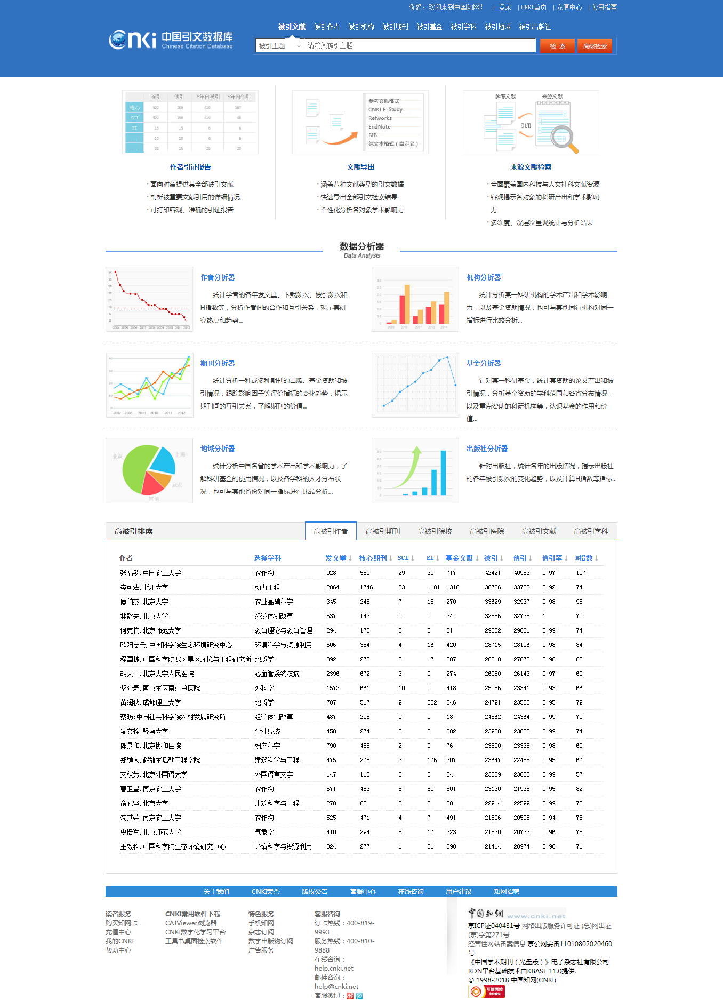 你好，欢迎来到中国知网！ | 登录 | CNKI首页 | 充值中心 | 使用指南
被引文献 被引作者 被引机构 被引期刊 被引基金 被引学科 被引地域 被引出版社
Cnki 中国引文数据库
Chinese Citation Database
被引主题 请输入被引主题 检 索 高级检索
被引 他引 5年内被引 5年内他引
核心 522 205 419 187
SCI 522 198 419 48
EI 15 15 6 6
... 10 10 6 6
... 33 15 25 20
参考文献格式
CNKI E-Study
Refworks
EndNote
BIB
纯文本格式（自定义）
参考文献 来源文献
引用
作者引证报告
面向对象提供其全部被引文献
剖析被重要文献引用的详细情况
可打印客观、准确的引证报告
文献导出
涵盖八种文献类型的引文数据
快速导出全部引文检索结果
个性化分析各对象学术影响力
来源文献检索
全面覆盖国内科技与人文社科文献资源
客观揭示各对象的科研产出和学术影响
力
多维度、深层次呈现统计与分析结果
数据分析器
Data Analysis
作者分析器
统计学者的各年发文量、下载频次、被引频次和
H指数等，分析作者间的合作和互引关系，揭示其研
究热点和趋势...
机构分析器
统计分析某一科研机构的学术产出和学术影响
力，以及基金资助情况，也可与其他同行机构对同一
指标进行比较分析...
期刊分析器
统计分析一种或多种期刊的出版、基金资助和被
引情况，跟踪影响因子等评价指标的变化趋势，揭示
期刊间的互引关系，了解期刊的价值...
2007 2008 2009 2010 2011 2012
基金分析器
针对某一科研基金，统计其资助的论文产出和被
引情况，分析基金资助的学科范围和各省分布情况，
以及重点资助的科研机构等，认识基金的作用和价
值...
北京 上海
武汉
其他
地域分析器
统计分析中国各省的学术产出和学术影响力，了
解科研基金的使用情况，以及各学科的人才分布状
况，也可与其他省份对同一指标进行比较分析...
出版社分析器
针对出版社，统计各年的出版情况，揭示出版社
的各年被引频次的变化趋势，以及计算H指数等指标...
高被引排序 高被引作者 高被引期刊 高被引院校 高被引医院 高被引文献 高被引学科
作者 选择学科 发文量↓ 核心期刊↓ SCI↓ EI↓ 基金文献↓ 被引↓ 他引↓ 他引率↓ H指数↓
张福锁,中国农业大学 农作物 928 589 29 39 717 42421 40983 0.97 107
岑可法,浙江大学 动力工程 2064 1746 53 1101 1318 36706 33706 0.92 74
傅伯杰;北京大学 农业基础科学 345 248 7 15 270 33629 32937 0.98 98
林毅夫,北京大学 经济体制改革 537 142 0 0 24 32856 32728 1 70
何克抗,北京师范大学 教育理论与教育管理 294 173 0 0 31 29852 29681 0.99 74
欧阳志云,中国科学院生态环境研究中心 环境科学与资源利用 506 384 4 16 420 28715 28106 0.98 84
程国栋,中国科学院寒区旱区环境与工程研究所 地质学 392 276 3 17 307 28218 27075 0.96 88
胡大一,北京大学人民医院 心血管系统疾病 2396 672 3 0 274 26950 26143 0.97 60
黎介寿,南京军区南京总医院 外科学 1573 661 10 0 418 25056 23341 0.93 66
黄润秋,成都理工大学 地质学 787 517 9 202 546 24791 23505 0.95 79
蔡昉;中国社会科学院农村发展研究所 经济体制改革 487 208 0 0 18 24562 24364 0.99 79
凌文辁;暨南大学 企业经济 450 274 0 2 202 23900 23653 0.99 74
郎景和,北京协和医院 妇产科学 790 458 2 0 76 23800 23335 0.98 69
郑颖人,解放军后勤工程学院 建筑科学与工程 475 278 3 176 207 23647 22455 0.95 67
文秋芳,北京外国语大学 外国语言文字 147 112 0 0 64 23289 23063 0.99 57
曹卫星,南京农业大学 农作物 571 453 5 50 501 23130 21938 0.95 82
俞孔坚,北京大学 建筑科学与工程 270 82 0 2 50 22914 22599 0.99 75
沈其荣;南京农业大学 农作物 525 471 4 7 491 21806 20508 0.94 78
史培军,北京师范大学 气象学 410 294 5 17 323 21530 20732 0.96 78
王效科,中国科学院生态环境研究中心 环境科学与资源利用 324 277 1 21 290 21414 20974 0.98 71
关于我们 CNKI荣誉 版权公告 客服中心 在线咨询 用户建议 知网招聘
读者服务
购买知网卡
充值中心
我的CNKI
帮助中心
CNKI常用软件下载
CAJViewer浏览器
CNKI数字化学习平台
工具书桌面检索软件
特色服务
手机知网
杂志订阅
数字出版物订阅
广告服务
客服咨询
订卡热线：400-819-
9993
服务热线：400-810-
9888
在线咨询：
help.cnki.net
邮件咨询：
help@cnki.net
客服微博：
中国知网 www.cnki.net
京ICP证040431号 网络出版服务许可证 (总)网出证
(京)字第271号
经营性网站备案信息 京公网安备11010802020460
号
《中国学术期刊（光盘版）》电子杂志社有限公司
KDN平台基础技术由KBASE 11.0提供.
© 1998-2018 中国知网(CNKI)
可信网站
身份验证